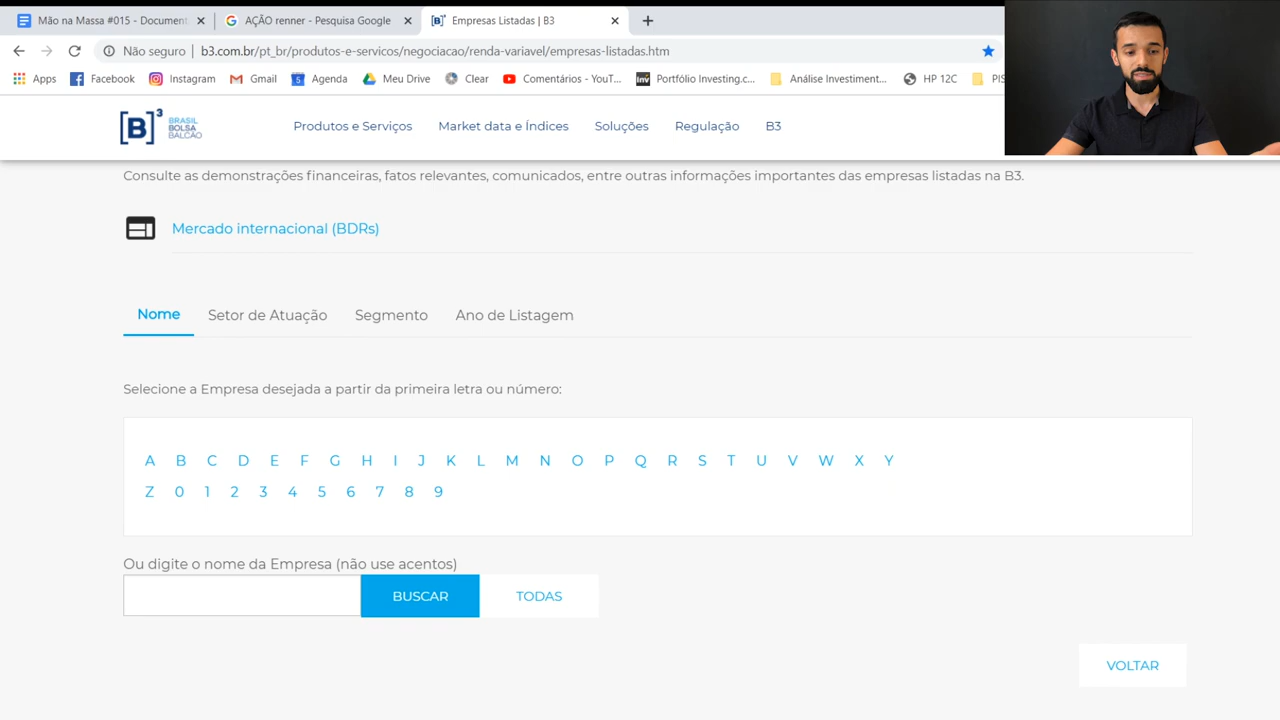 Mão na Massa #015 - Document
AÇÃO renner - Pesquisa Google
Empresas Listadas | B3
Não seguro | b3.com.br/pt_br/produtos-e-servicos/negociacao/renda-variavel/empresas-listadas.htm
Apps Facebook Instagram Gmail Agenda Meu Drive Clear Comentários - YouT... Portfólio Investing.c... Análise Investiment... HP 12C PIS
[B]³ BRASIL BOLSA BALCÃO
Produtos e Serviços Market data e Índices Soluções Regulação B3
Consulte as demonstrações financeiras, fatos relevantes, comunicados, entre outras informações importantes das empresas listadas na B3.
Mercado internacional (BDRs)
Nome Setor de Atuação Segmento Ano de Listagem
Selecione a Empresa desejada a partir da primeira letra ou número:
A B C D E F G H I J K L M N O P Q R S T U V W X Y
Z 0 1 2 3 4 5 6 7 8 9
Ou digite o nome da Empresa (não use acentos)
BUSCAR TODAS
VOLTAR